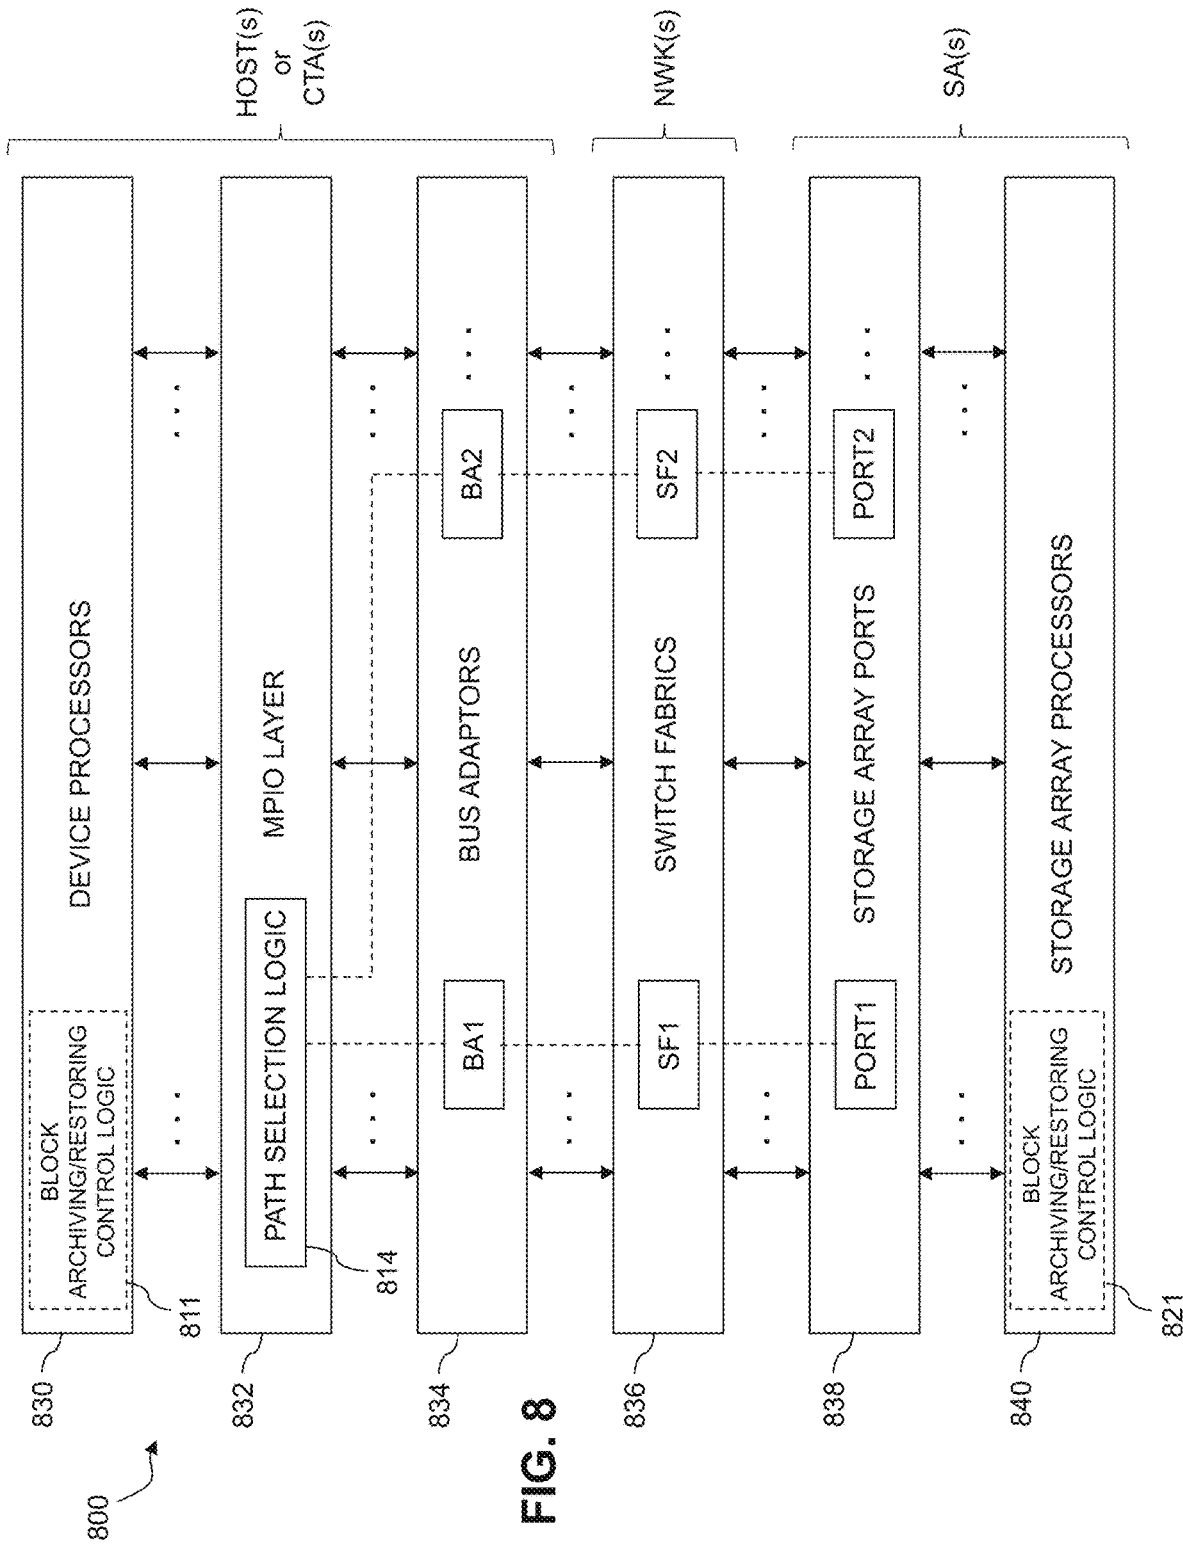 800
830
BLOCK
ARCHIVING/RESTORING
CONTROL LOGIC
811
DEVICE PROCESSORS
832
PATH SELECTION LOGIC
814
MPIO LAYER
834
BA1
BUS ADAPTORS
BA2
. . .
836
SF1
SWITCH FABRICS
SF2
. . .
838
PORT1
STORAGE ARRAY PORTS
PORT2
. . .
840
BLOCK
ARCHIVING/RESTORING
CONTROL LOGIC
821
STORAGE ARRAY PROCESSORS
HOST(s)
or
CTA(s)
NWK(s)
SA(s)
FIG. 8